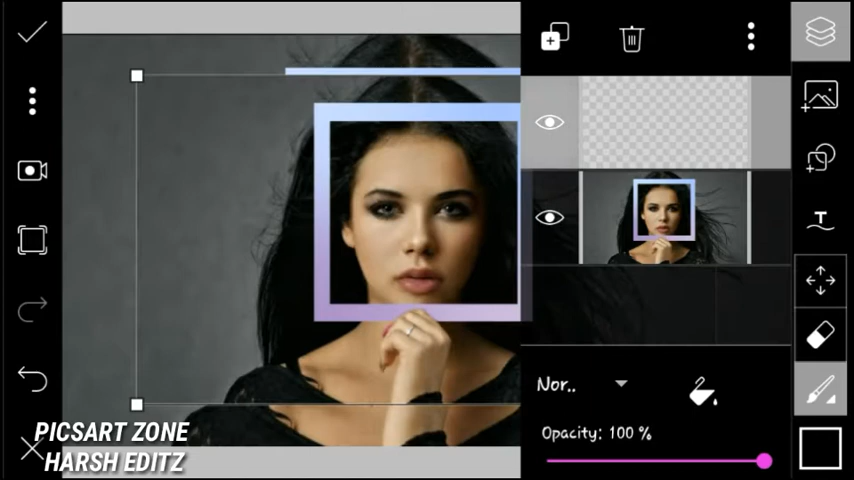 Nor..
Opacity: 100 %
T
PICSART ZONE
HARSH EDITZ